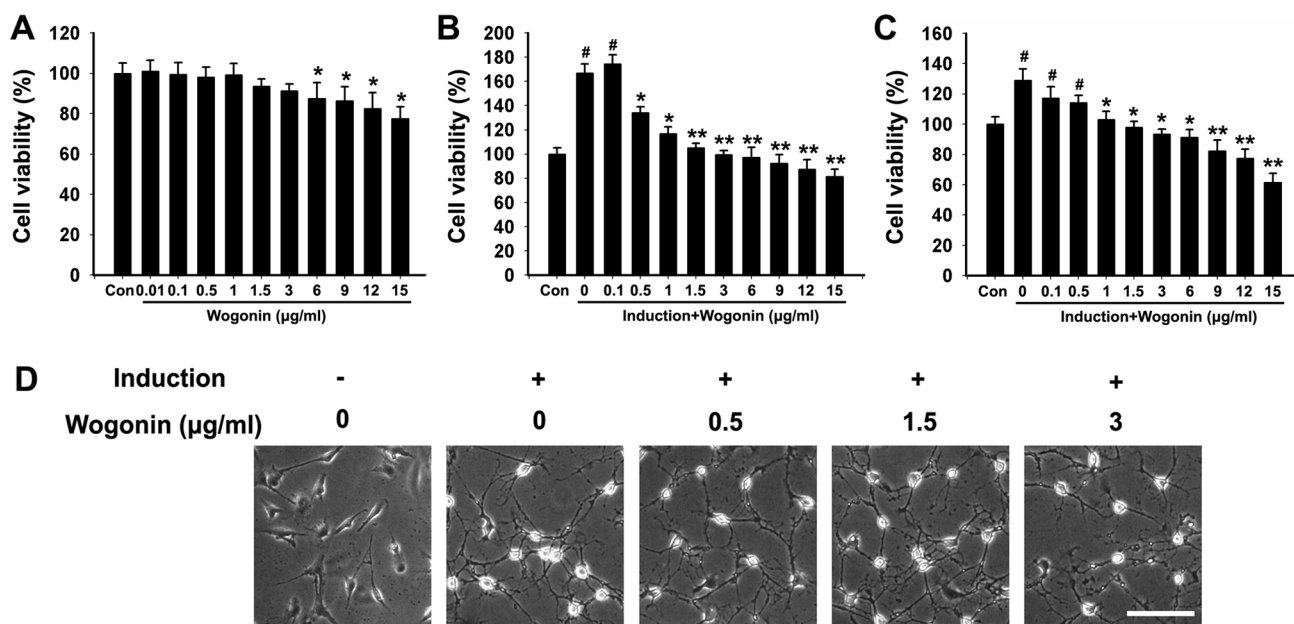 A
Cell viability (%)
120
100
80
60
40
20
0
* * * *
Con 0.01 0.1 0.5 1 1.5 3 6 9 12 15
Wogonin (µg/ml)
B
Cell viability (%)
200
180
160
140
120
100
80
60
40
20
0
# # * * ** ** ** ** ** **
Con 0 0.1 0.5 1 1.5 3 6 9 12 15
Induction+Wogonin (µg/ml)
C
Cell viability (%)
160
140
120
100
80
60
40
20
0
# # # * * * * ** ** **
Con 0 0.1 0.5 1 1.5 3 6 9 12 15
Induction+Wogonin (µg/ml)
D
Induction - + + + +
Wogonin (µg/ml) 0 0 0.5 1.5 3